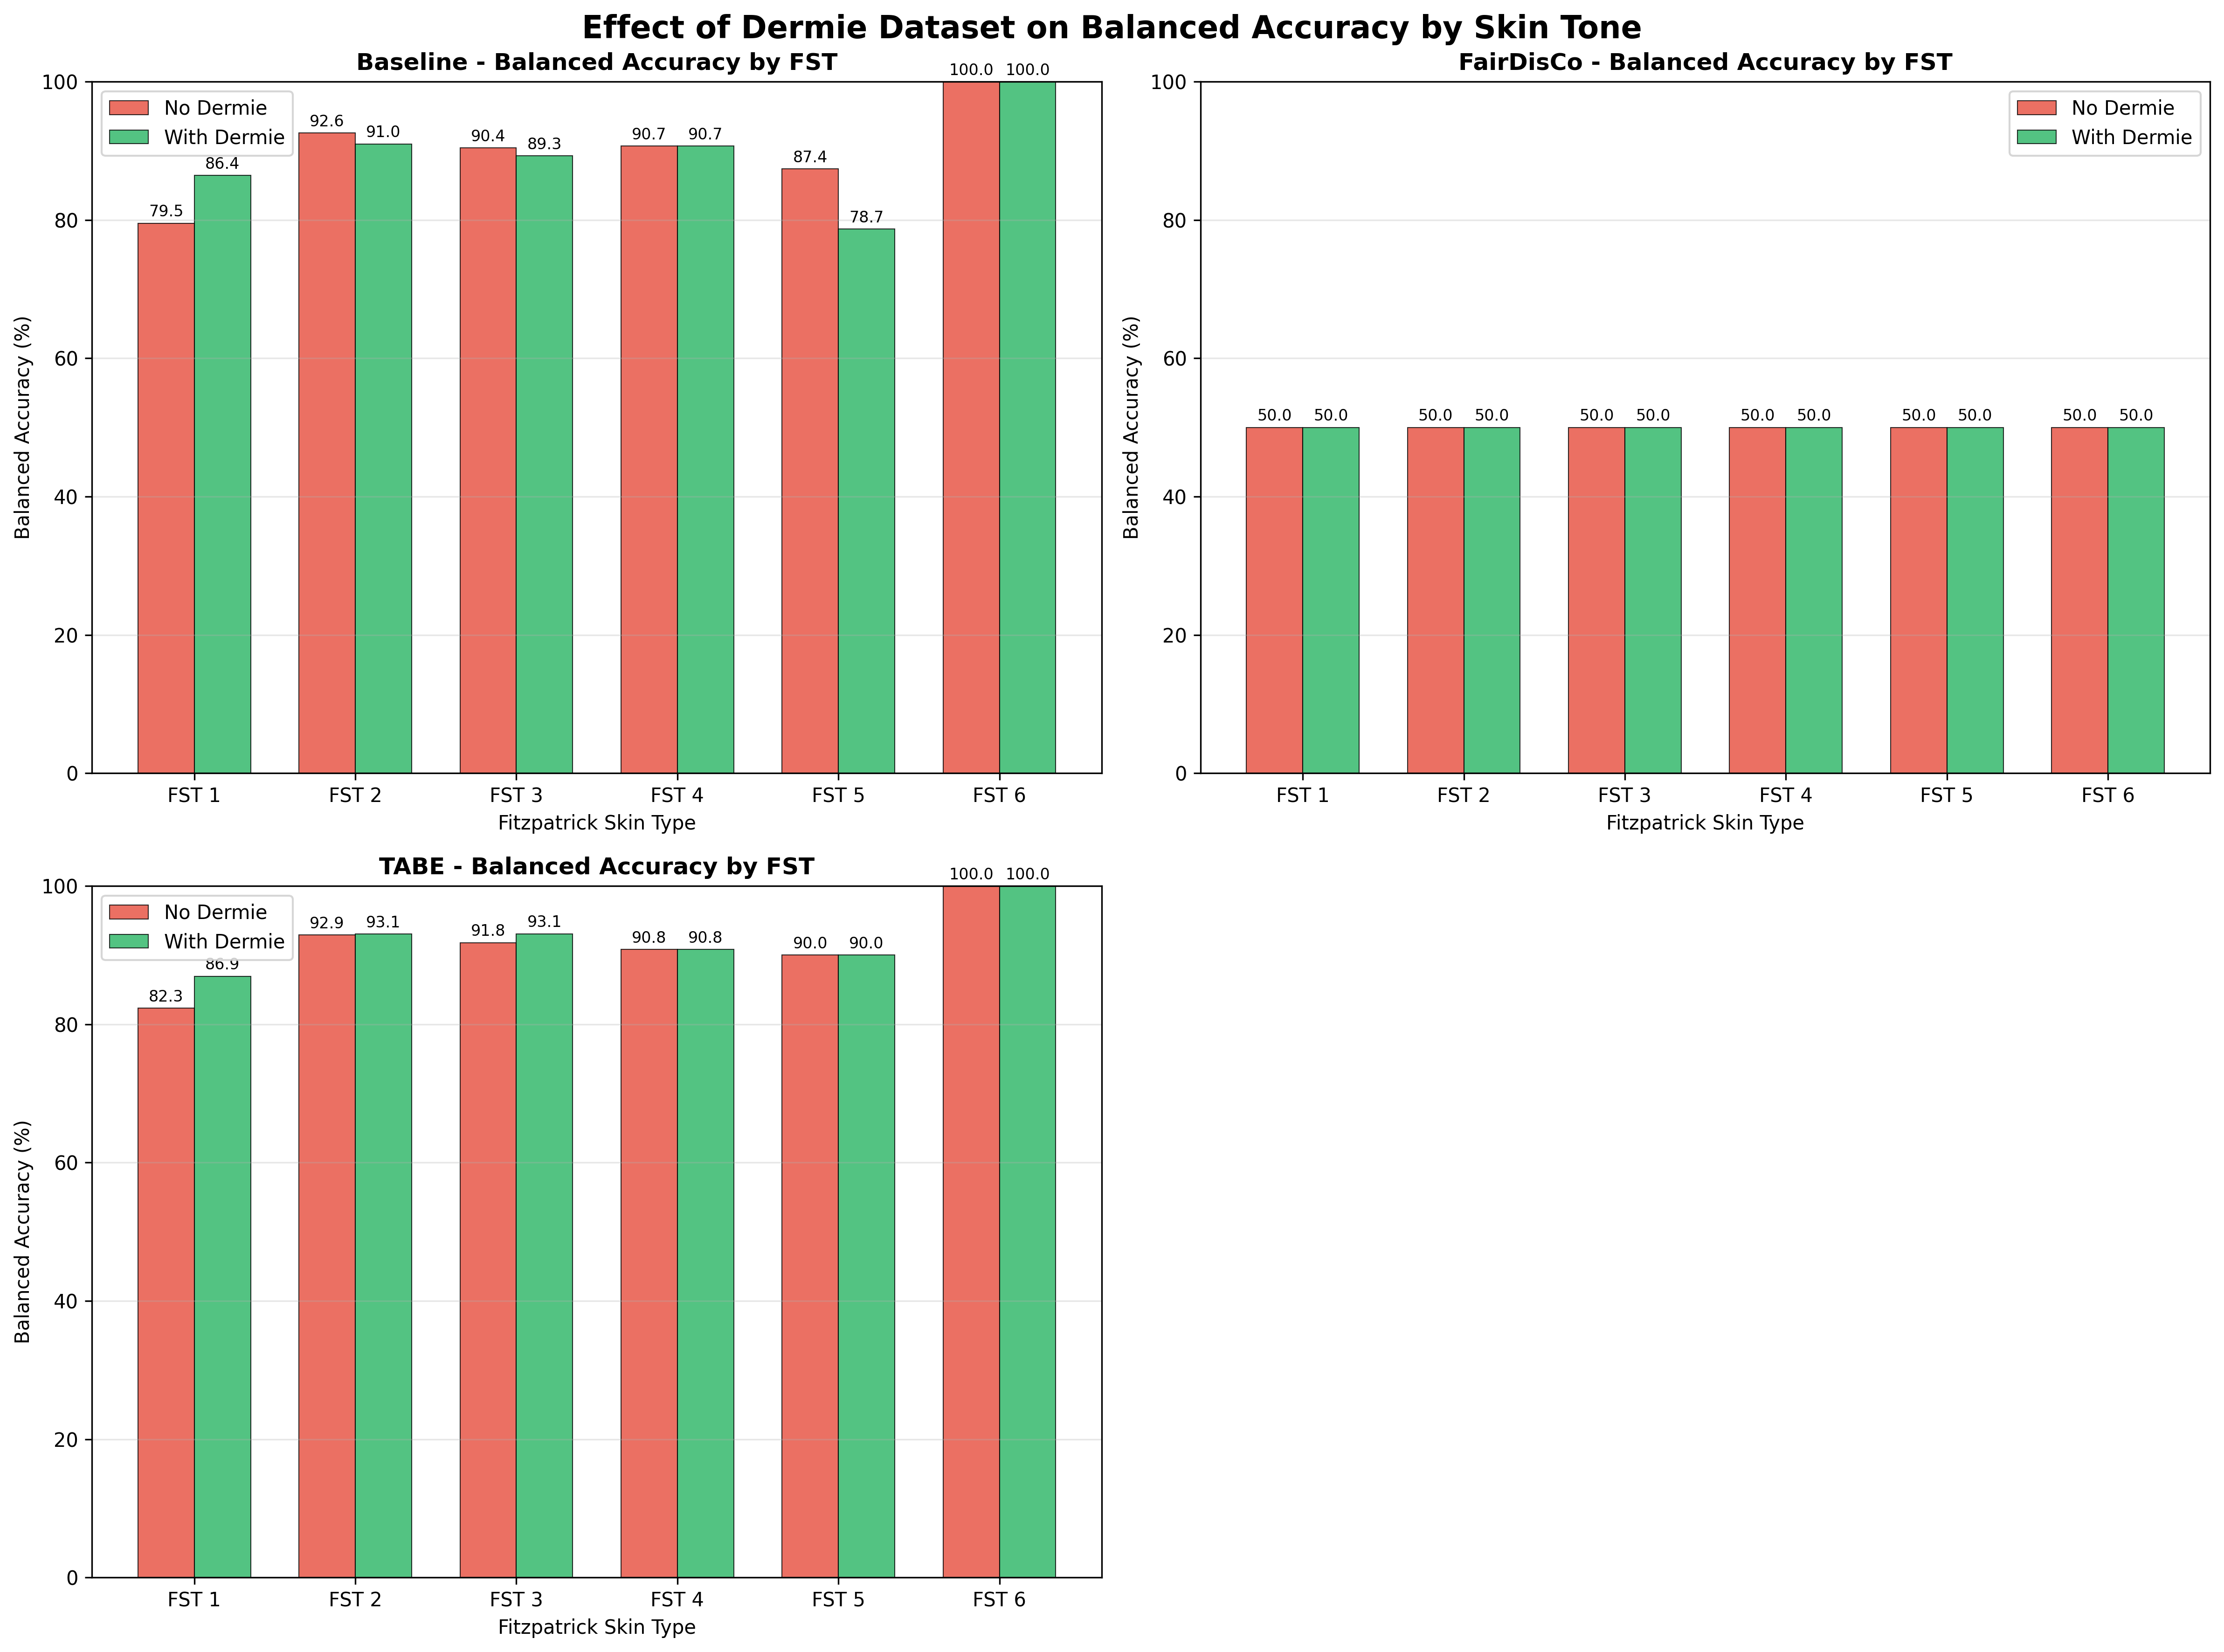 Effect of Dermie Dataset on Balanced Accuracy by Skin Tone
Baseline - Balanced Accuracy by FST
No Dermie
With Dermie
Balanced Accuracy (%)
100
80
60
40
20
0
79.5 86.4
92.6 91.0
90.4 89.3
90.7 90.7
87.4 78.7
100.0 100.0
FST 1 FST 2 FST 3 FST 4 FST 5 FST 6
Fitzpatrick Skin Type
FairDisCo - Balanced Accuracy by FST
No Dermie
With Dermie
Balanced Accuracy (%)
100
80
60
40
20
0
50.0 50.0
50.0 50.0
50.0 50.0
50.0 50.0
50.0 50.0
50.0 50.0
FST 1 FST 2 FST 3 FST 4 FST 5 FST 6
Fitzpatrick Skin Type
TABE - Balanced Accuracy by FST
No Dermie
With Dermie
Balanced Accuracy (%)
100
80
60
40
20
0
82.3 86.9
92.9 93.1
91.8 93.1
90.8 90.8
90.0 90.0
100.0 100.0
FST 1 FST 2 FST 3 FST 4 FST 5 FST 6
Fitzpatrick Skin Type